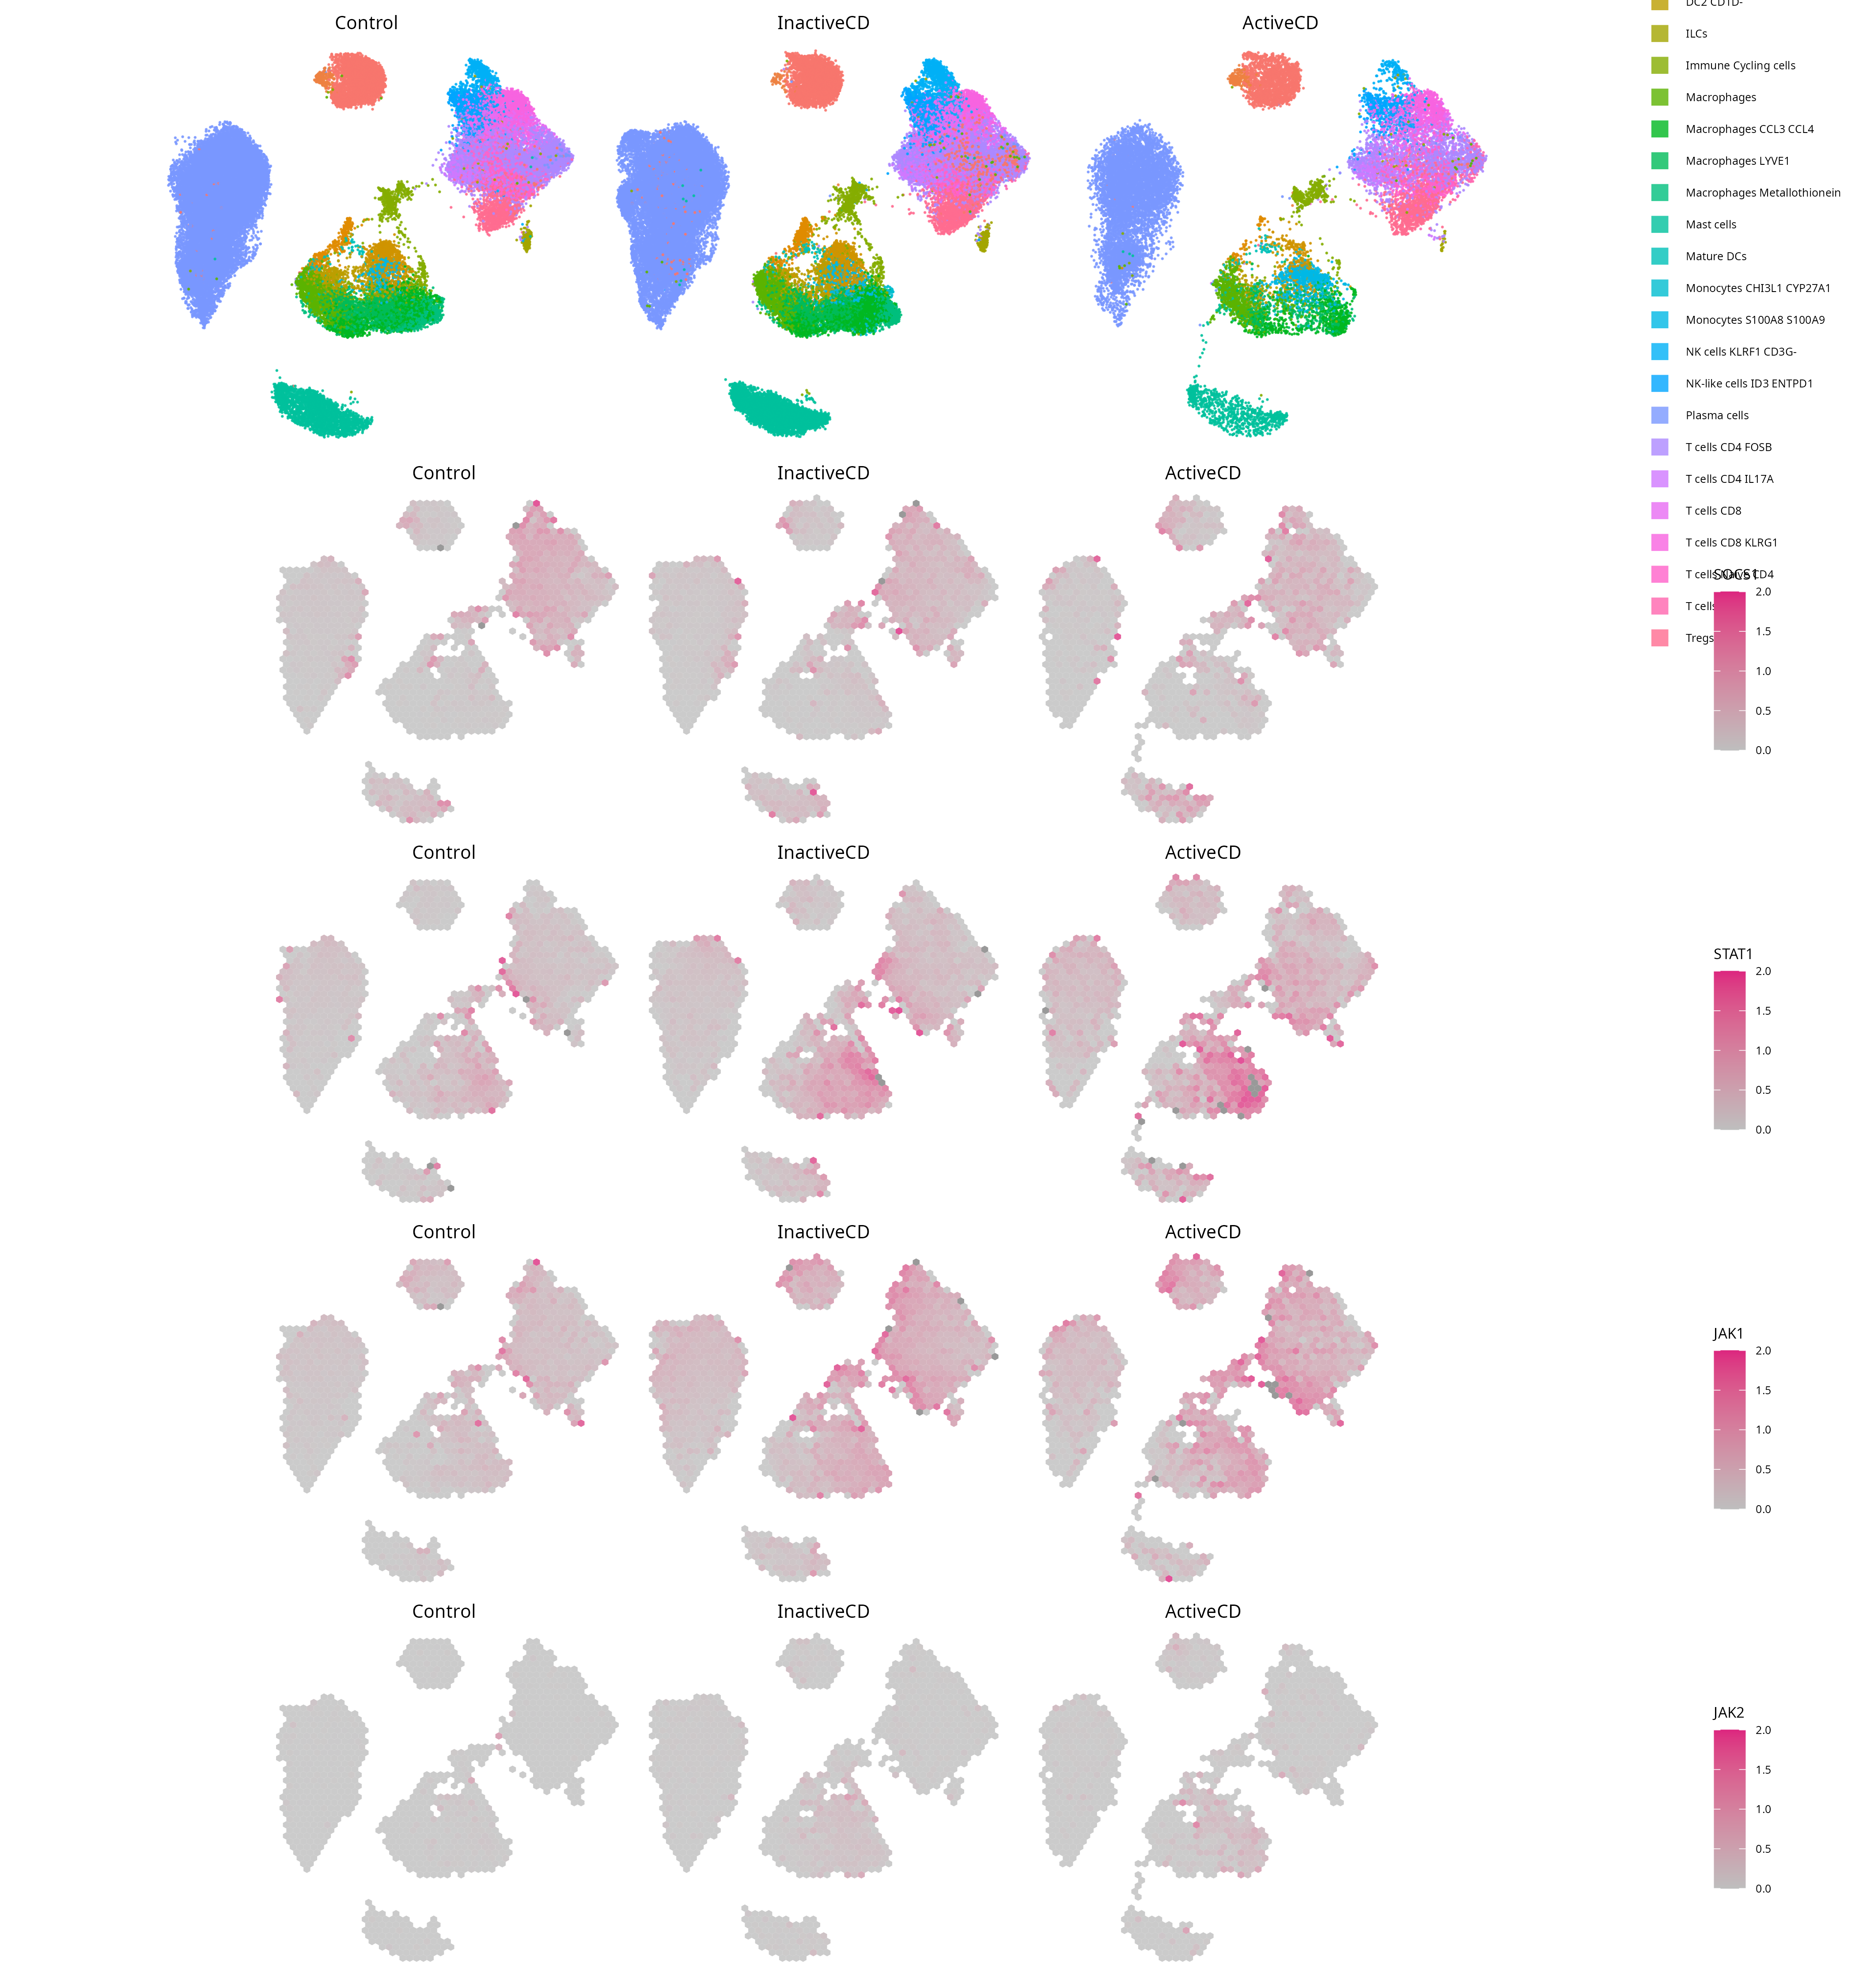 Control InactiveCD ActiveCD
DC2 CD1D-
ILCs
Immune Cycling cells
Macrophages
Macrophages CCL3 CCL4
Macrophages LYVE1
Macrophages Metallothionein
Mast cells
Mature DCs
Monocytes CHI3L1 CYP27A1
Monocytes S100A8 S100A9
NK cells KLRF1 CD3G-
NK-like cells ID3 ENTPD1
Plasma cells
T cells CD4 FOSB
T cells CD4 IL17A
T cells CD8
T cells CD8 KLRG1
T cells Naïve CD4
T cells
Tregs
Control InactiveCD ActiveCD
SOCS1
2.0
1.5
1.0
0.5
0.0
Control InactiveCD ActiveCD
STAT1
2.0
1.5
1.0
0.5
0.0
Control InactiveCD ActiveCD
JAK1
2.0
1.5
1.0
0.5
0.0
Control InactiveCD ActiveCD
JAK2
2.0
1.5
1.0
0.5
0.0